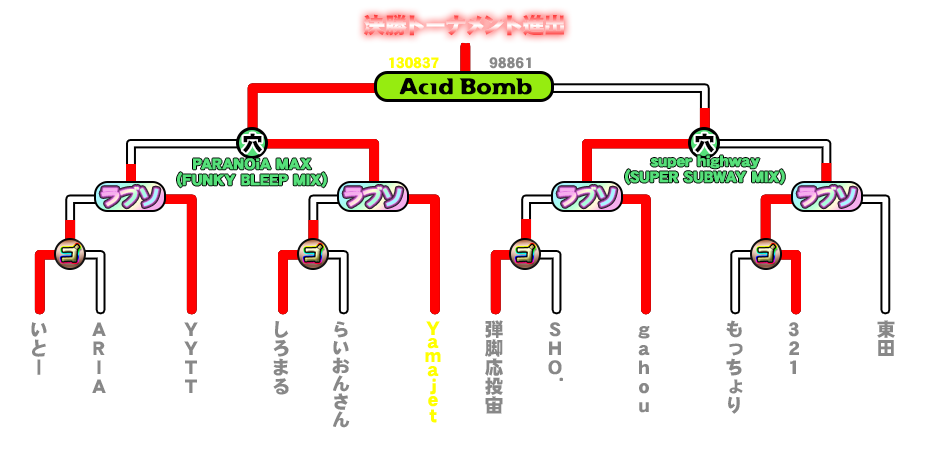 決勝トーナメント進出
130837
98861
Acid Bomb
穴
穴
PARANOiA MAX
(FUNKY BLEEP MIX)
super highway
(SUPER SUBWAY MIX)
ラブソ
ラブソ
ラブソ
ラブソ
ゴ
ゴ
ゴ
ゴ
いとー
ARIA
YYTT
しろまる
らいおんさん
Yamajet
弾脚応投宙
SHO.
gahou
もっちょり
321
東田